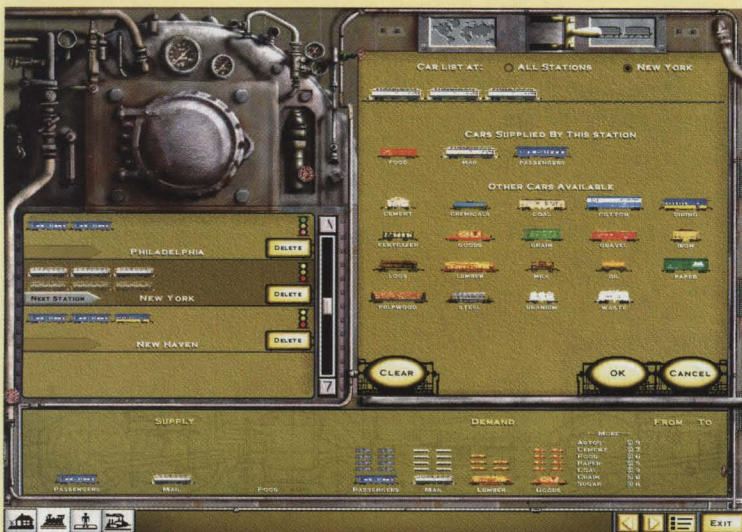 CAR LIST AT: ALL STATIONS NEW YORK
CARS SUPPLIED BY THIS STATION
FOOD MAIL PASSENGERS
OTHER CARS AVAILABLE
CEMENT CHEMICALS COAL COTTON DINING
FERTILIZER GOODS GRAIN GRAVEL IRON
LOGS LUMBER MILK OIL PAPER
PULPWOOD STEEL URANIUM WASTE
CLEAR OK CANCEL
PHILADELPHIA DELETE
NEXT STATION NEW YORK DELETE
NEW HAVEN DELETE
SUPPLY
PASSENGERS MAIL FOOD
DEMAND
PASSENGERS MAIL LUMBER GOODS
MORE
AUTOS
CEMENT
FOOD
PAPER
COAL
GRAIN
SUGAR
FROM TO
EXIT